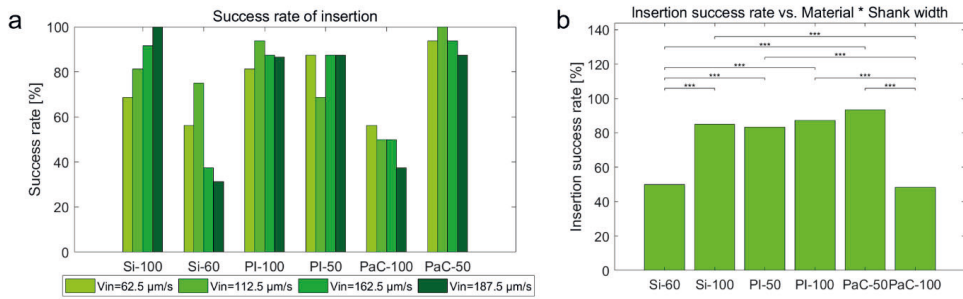 a
Success rate of insertion
Success rate [%]
100
80
60
40
20
0
Si-100 Si-60 PI-100 PI-50 PaC-100 PaC-50
Vin=62.5 µm/s Vin=112.5 µm/s Vin=162.5 µm/s Vin=187.5 µm/s
b
Insertion success rate vs. Material * Shank width
Insertion success rate [%]
140
120
100
80
60
40
20
0
***
***
***
***
***
***
***
***
Si-60 Si-100 PI-50 PI-100 PaC-50 PaC-100